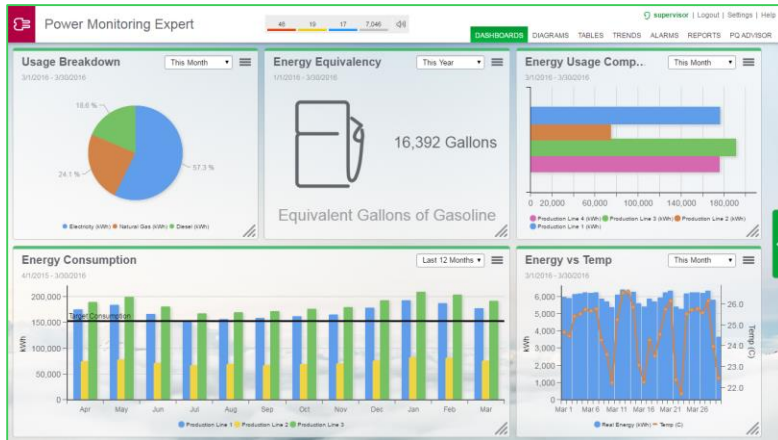 Power Monitoring Expert
48 19 17 7,046
supervisor | Logout | Settings | Help
DASHBOARDS DIAGRAMS TABLES TRENDS ALARMS REPORTS PQ ADVISOR
Usage Breakdown This Month
3/1/2016 - 3/30/2016
18.6 %
57.3 %
24.1 %
Electricity (kWh) Natural Gas (kWh) Diesel (kWh)
Energy Equivalency This Year
1/1/2016 - 3/30/2016
16,392 Gallons
Equivalent Gallons of Gasoline
Energy Usage Comp... This Month
3/1/2016 - 3/30/2016
0 20,000 60,000 100,000 140,000 180,000
Production Line 4 (kWh) Production Line 3 (kWh) Production Line 2 (kWh)
Production Line 1 (kWh)
Energy Consumption Last 12 Months
4/1/2015 - 3/30/2016
200,000
Target Consumption
150,000
100,000
50,000
0
kWh
Apr May Jun Jul Aug Sep Oct Nov Dec Jan Feb Mar
Production Line 1 Production Line 2 Production Line 3
Energy vs Temp This Month
3/1/2016 - 3/30/2016
6,000
5,000
4,000
3,000
2,000
1,000
0
kWh
26.0
25.0
24.0
23.0
22.0
Temp (C)
Mar 1 Mar 6 Mar 11 Mar 16 Mar 21 Mar 26
Real Energy (kWh) Temp (C)